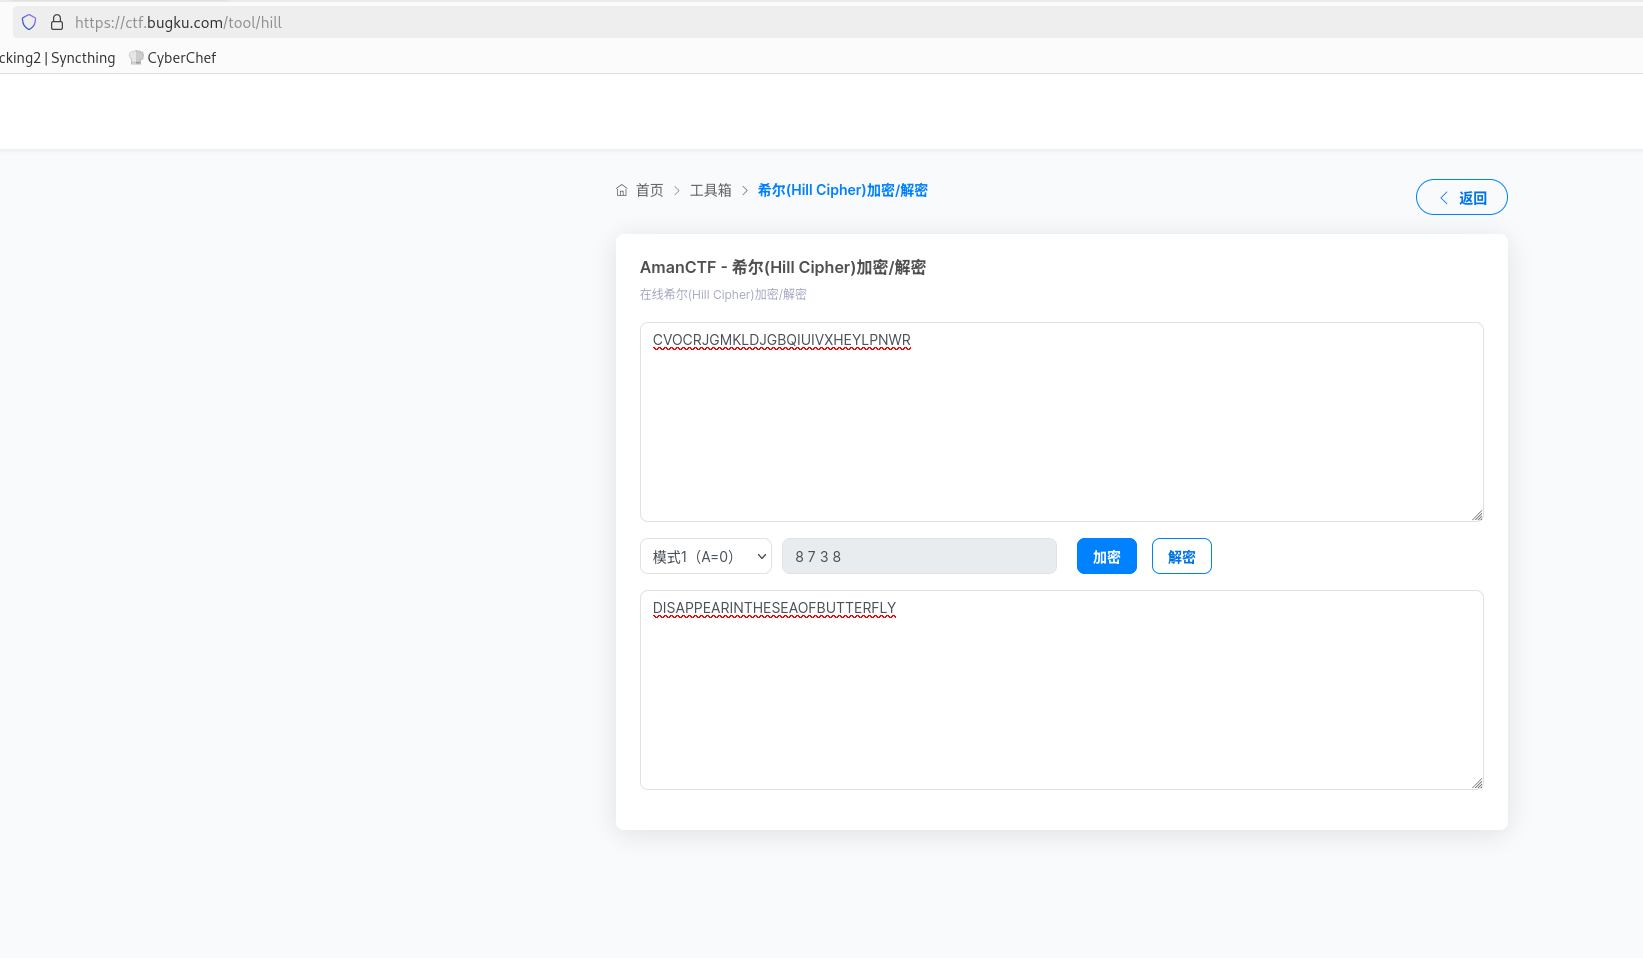 https://ctf.bugku.com/tool/hill
cking2 | Syncthing CyberChef
首页 > 工具箱 > 希尔(Hill Cipher)加密/解密
返回
AmanCTF - 希尔(Hill Cipher)加密/解密
在线希尔(Hill Cipher)加密/解密
CVOCRJGMKLDJGBQIUIVXHEYLPNWR
模式1（A=0） 8 7 3 8 加密 解密
DISAPPEARINTHESEAOFBUTTERFLY